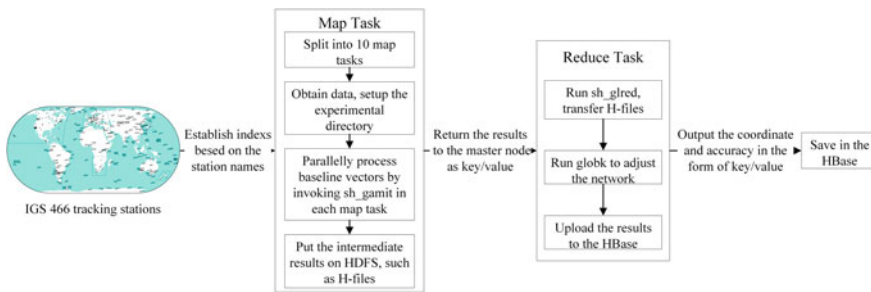 IGS 466 tracking stations
Establish indexs
besed on the
station names
Map Task
Split into 10 map
tasks
Obtain data, setup the
experimental
directory
Parallelly process
baseline vectors by
invoking sh_gamit in
each map task
Put the intermediate
results on HDFS, such
as H-files
Return the results
to the master node
as key/value
Reduce Task
Run sh_glred,
transfer H-files
Run globk to adjust
the network
Upload the results
to the HBase
Output the coordinate
and accuracy in the
form of key/value
Save in the
HBase